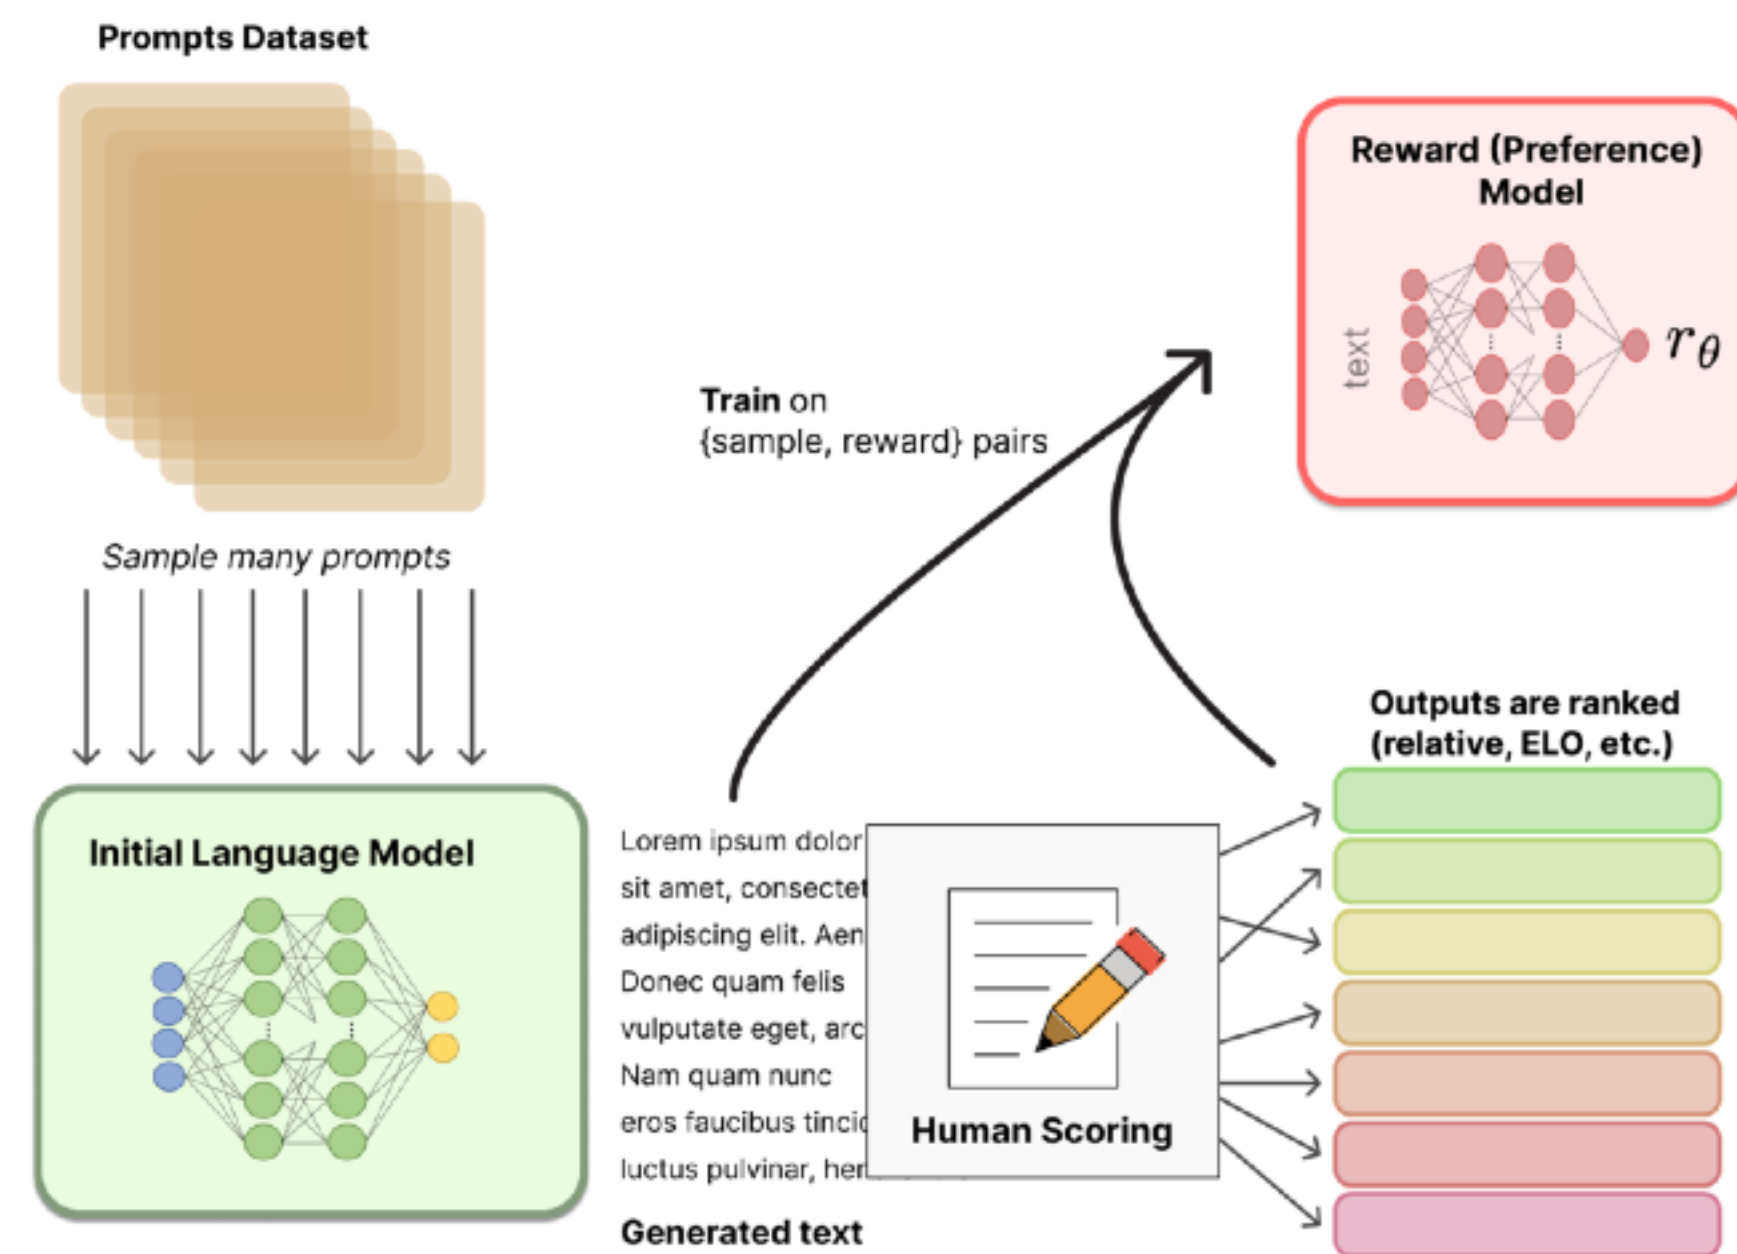 Prompts Dataset
Sample many prompts
Initial Language Model
Train on
{sample, reward} pairs
Reward (Preference)
Model
text
rθ
Lorem ipsum dolor
sit amet, consectet
adipiscing elit. Aen
Donec quam felis
vulputate eget, arc
Nam quam nunc
eros faucibus tincid
luctus pulvinar, her
Generated text
Human Scoring
Outputs are ranked
(relative, ELO, etc.)